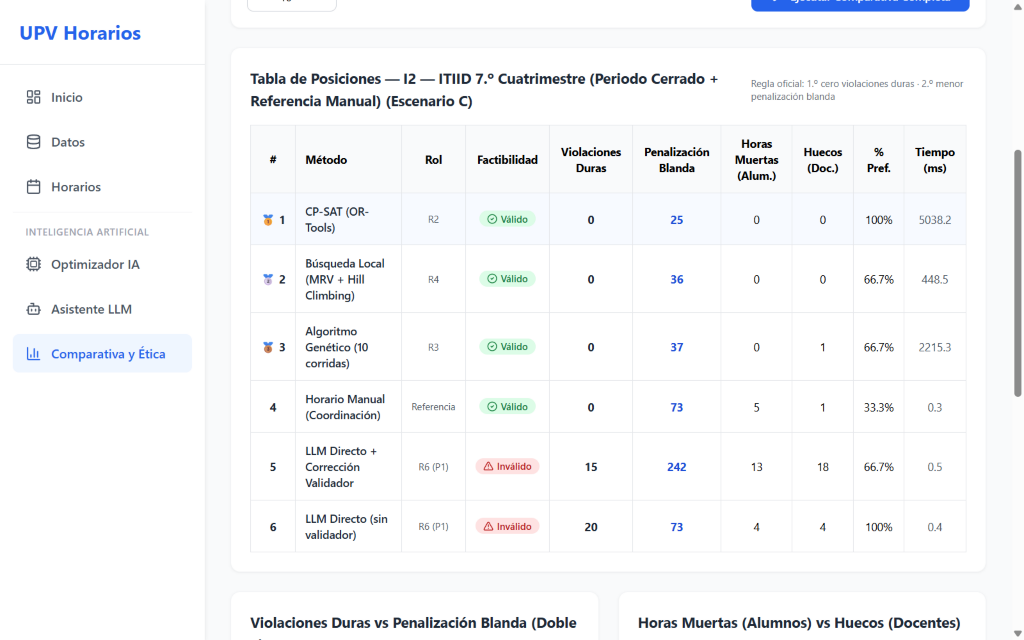 UPV Horarios
Inicio
Datos
Horarios
INTELIGENCIA ARTIFICIAL
Optimizador IA
Asistente LLM
Comparativa y Ética
Tabla de Posiciones — I2 — ITIID 7.º Cuatrimestre (Periodo Cerrado +
Referencia Manual) (Escenario C)
Regla oficial: 1.º cero violaciones duras · 2.º menor
penalización blanda
# Método Rol Factibilidad Violaciones Duras Penalización Blanda Horas Muertas (Alum.) Huecos (Doc.) % Pref. Tiempo (ms)
1 CP-SAT (OR-Tools) R2 Válido 0 25 0 0 100% 5038.2
2 Búsqueda Local (MRV + Hill Climbing) R4 Válido 0 36 0 0 66.7% 448.5
3 Algoritmo Genético (10 corridas) R3 Válido 0 37 0 1 66.7% 2215.3
4 Horario Manual (Coordinación) Referencia Válido 0 73 5 1 33.3% 0.3
5 LLM Directo + Corrección Validador R6 (P1) Inválido 15 242 13 18 66.7% 0.5
6 LLM Directo (sin validador) R6 (P1) Inválido 20 73 4 4 100% 0.4
Violaciones Duras vs Penalización Blanda (Doble
Horas Muertas (Alumnos) vs Huecos (Docentes)